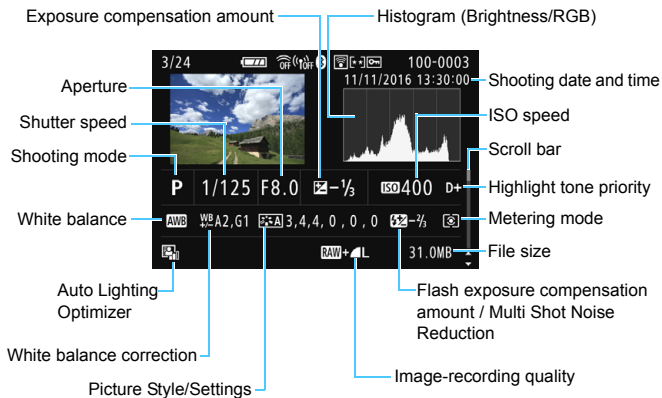 Exposure compensation amount
Histogram (Brightness/RGB)
3/24 OFF OFF 100-0003
11/11/2016 13:30:00
Shooting date and time
Aperture
ISO speed
Shutter speed
Scroll bar
Shooting mode
P 1/125 F8.0 -⅓ ISO 400 D+
Highlight tone priority
White balance
AWB WB +/- A2,G1 A 3,4,4,0,0,0 -⅔
Metering mode
RAW+ L 31.0MB
File size
Auto Lighting
Optimizer
Flash exposure compensation
amount / Multi Shot Noise
Reduction
White balance correction
Image-recording quality
Picture Style/Settings